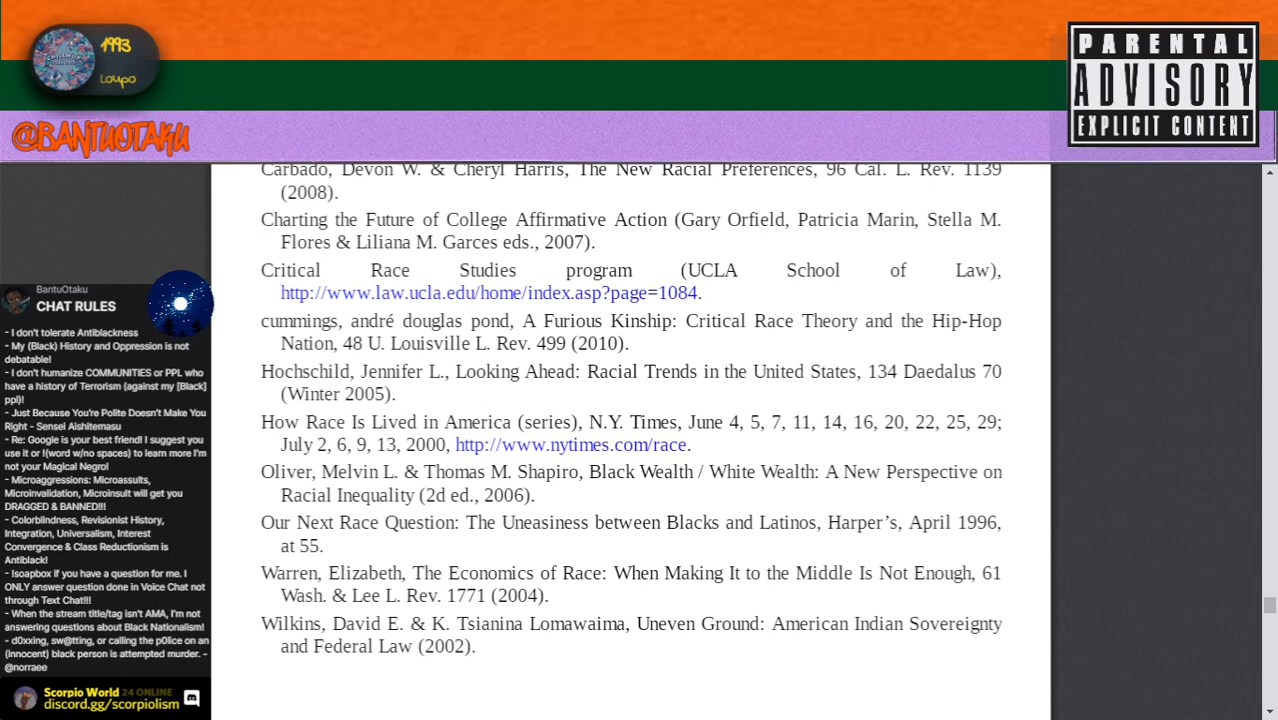 1993
Loupo
PARENTAL
ADVISORY
EXPLICIT CONTENT
@BANTUOTAKU
Carbado, Devon W. & Cheryl Harris, The New Racial Preferences, 96 Cal. L. Rev. 1139
(2008).
Charting the Future of College Affirmative Action (Gary Orfield, Patricia Marin, Stella M.
Flores & Liliana M. Garces eds., 2007).
Critical Race Studies program (UCLA School of Law),
http://www.law.ucla.edu/home/index.asp?page=1084.
cummings, andré douglas pond, A Furious Kinship: Critical Race Theory and the Hip-Hop
Nation, 48 U. Louisville L. Rev. 499 (2010).
Hochschild, Jennifer L., Looking Ahead: Racial Trends in the United States, 134 Daedalus 70
(Winter 2005).
How Race Is Lived in America (series), N.Y. Times, June 4, 5, 7, 11, 14, 16, 20, 22, 25, 29;
July 2, 6, 9, 13, 2000, http://www.nytimes.com/race.
Oliver, Melvin L. & Thomas M. Shapiro, Black Wealth / White Wealth: A New Perspective on
Racial Inequality (2d ed., 2006).
Our Next Race Question: The Uneasiness between Blacks and Latinos, Harper's, April 1996,
at 55.
Warren, Elizabeth, The Economics of Race: When Making It to the Middle Is Not Enough, 61
Wash. & Lee L. Rev. 1771 (2004).
Wilkins, David E. & K. Tsianina Lomawaima, Uneven Ground: American Indian Sovereignty
and Federal Law (2002).
BantuOtaku
CHAT RULES
- I don't tolerate Antiblackness
- My (Black) History and Oppression is not
debatable!
- I don't humanize COMMUNITIES or PPL who
have a history of Terrorism (against my [Black]
ppl)!
- Just Because You're Polite Doesn't Make You
Right - Sensei Aishitemasu
- Re: Google is your best friend! I suggest you
use it or !(word w/no spaces) to learn more I'm
not your Magical Negro!
- Microaggressions: Microassults,
Microinvalidation, Microinsult will get you
DRAGGED & BANNED!!!
- Colorblindness, Revisionist History,
Integration, Universalism, Interest
Convergence & Class Reductionism is
Antiblack!
- !soapbox if you have a question for me. I
ONLY answer question done in Voice Chat not
through Text Chat!!!
- When the stream title/tag isn't AMA, I'm not
answering questions about Black Nationalism!
- d0xxing, sw@tting, or calling the p0lice on an
(innocent) black person is attempted murder. -
@norraee
Scorpio World 24 ONLINE
discord.gg/scorpiolism